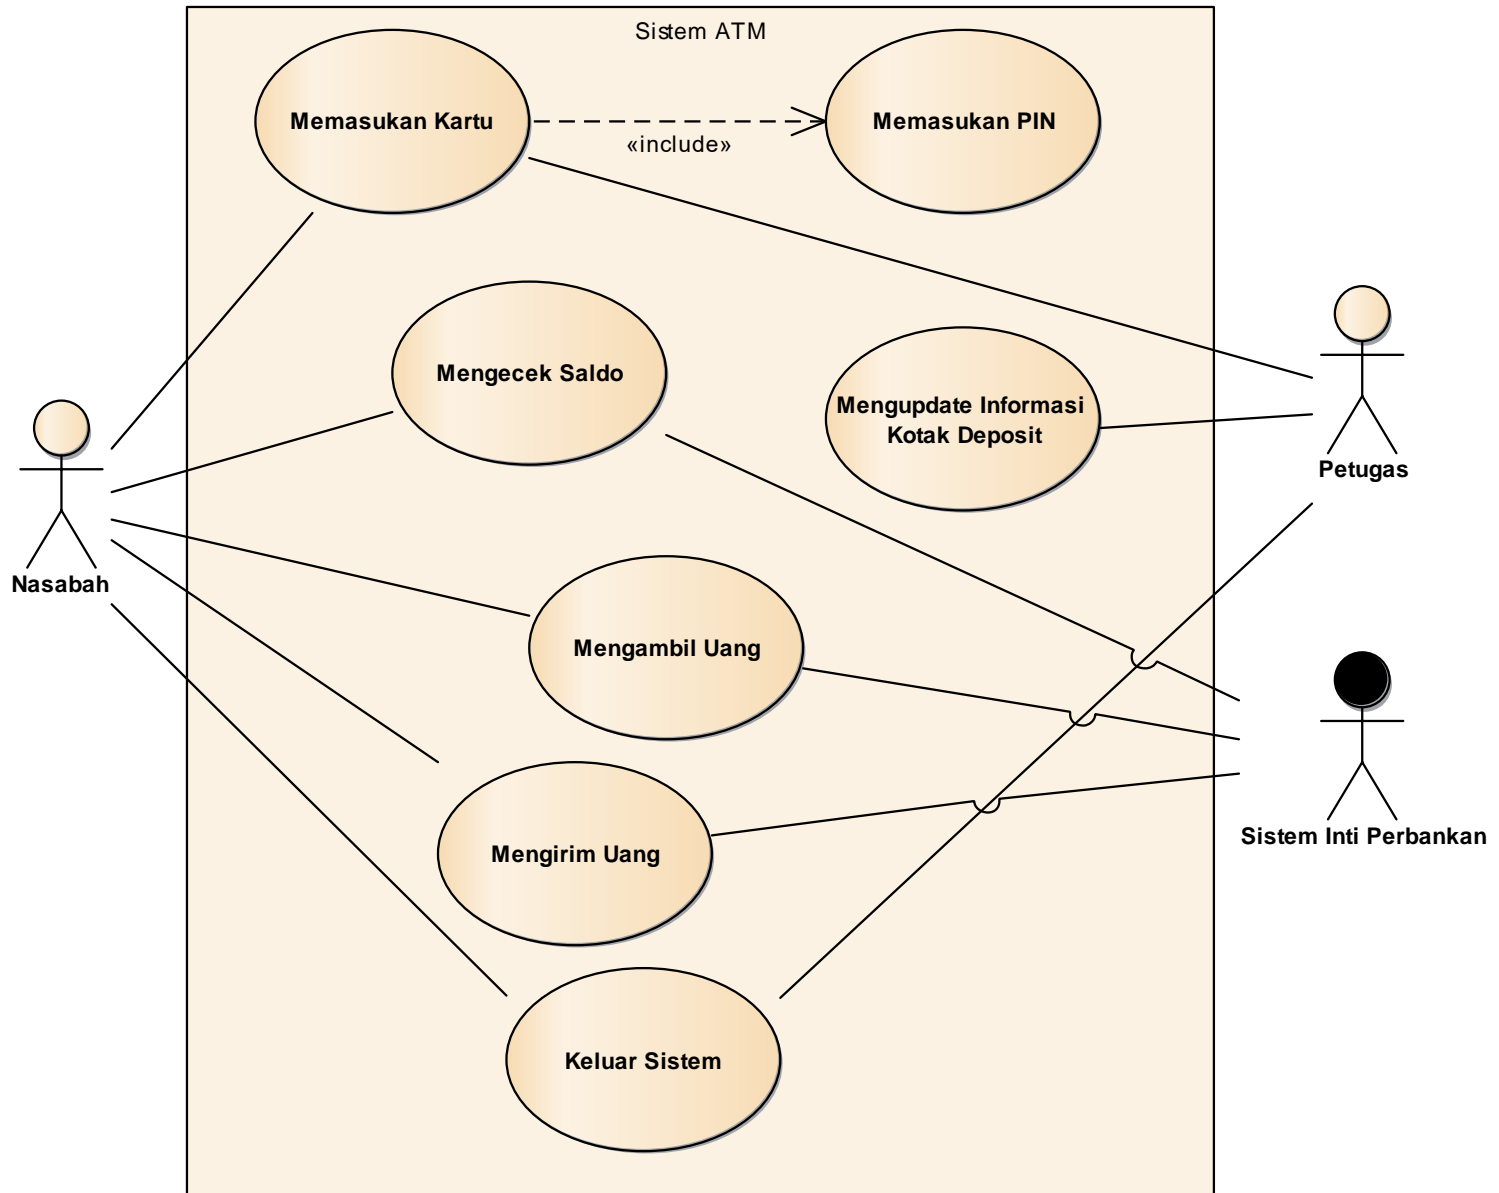 Sistem ATM
Memasukan Kartu
«include»
Memasukan PIN
Mengecek Saldo
Mengupdate Informasi
Kotak Deposit
Petugas
Nasabah
Mengambil Uang
Sistem Inti Perbankan
Mengirim Uang
Keluar Sistem